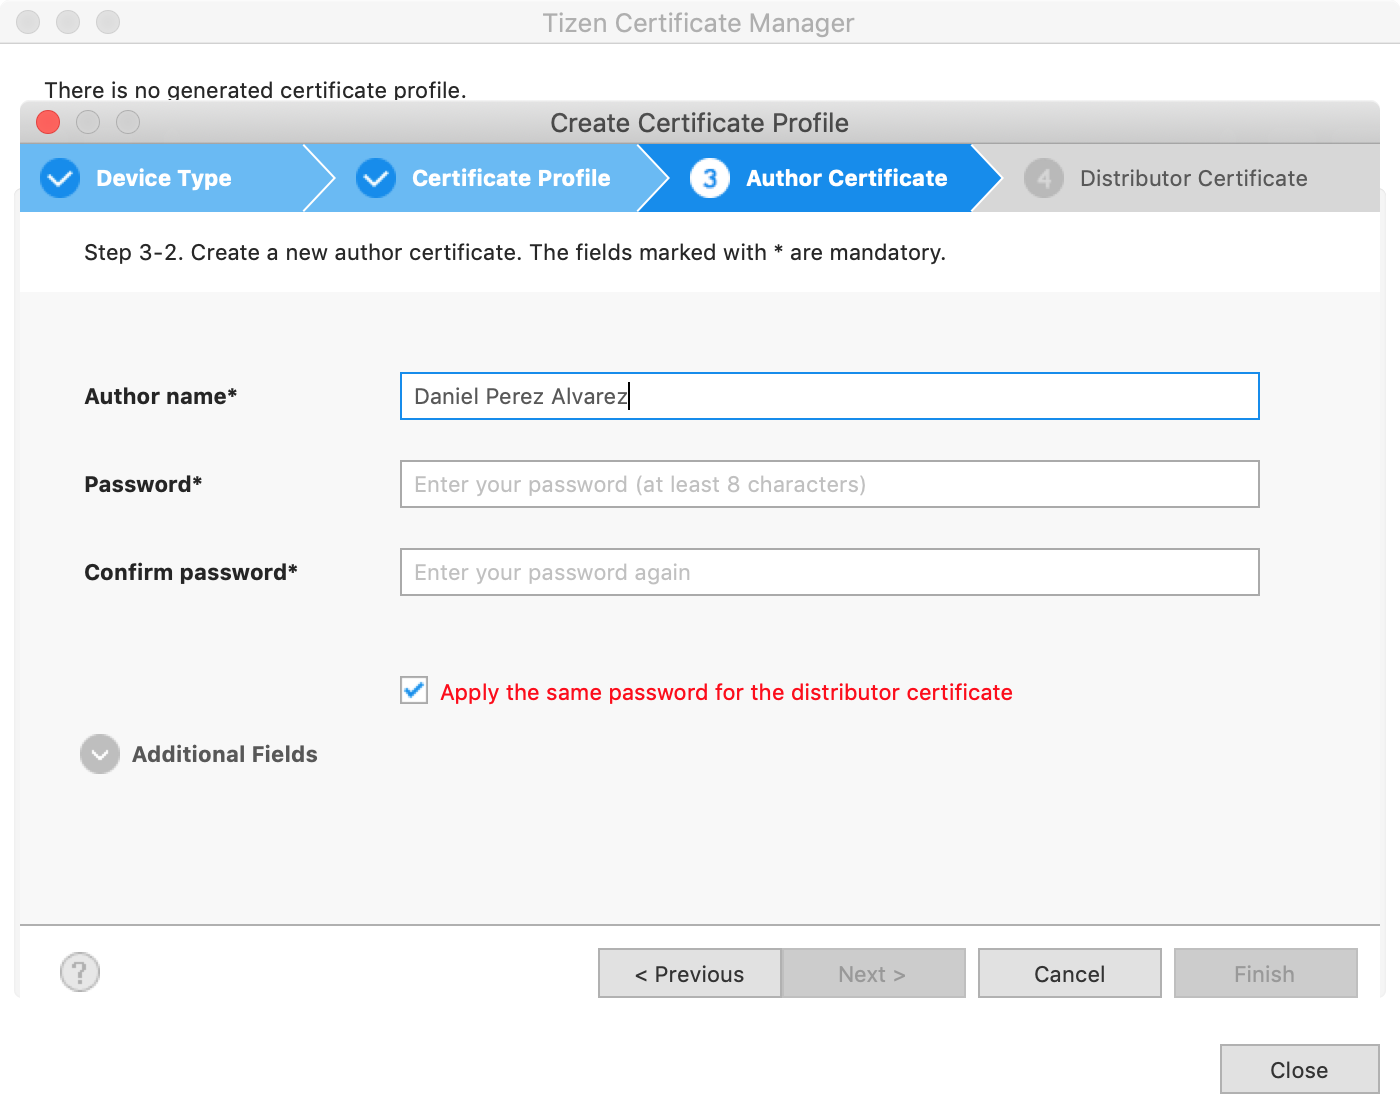 Tizen Certificate Manager
There is no generated certificate profile.
Create Certificate Profile
Device Type
Certificate Profile
3 Author Certificate
4 Distributor Certificate
Step 3-2. Create a new author certificate. The fields marked with * are mandatory.
Author name* Daniel Perez Alvarez
Password* Enter your password (at least 8 characters)
Confirm password* Enter your password again
Apply the same password for the distributor certificate
Additional Fields
? < Previous Next > Cancel Finish
Close